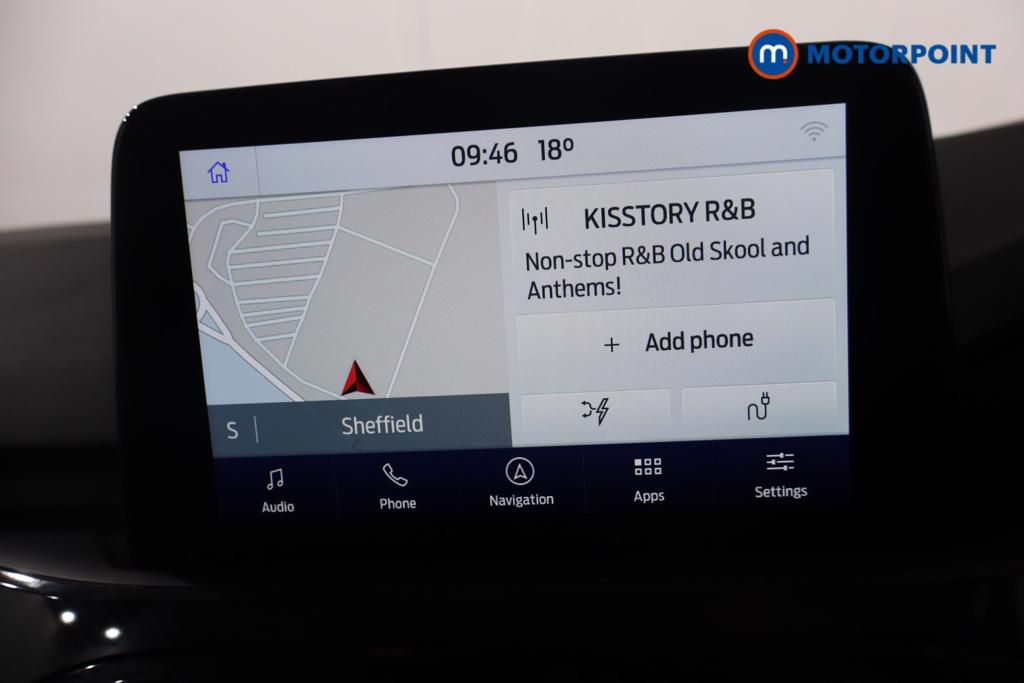 m.
MOTORPOINT
09:46 18º
KISSTORY R&B
Non-stop R&B Old Skool and
Anthems!
+ Add phone
S | Sheffield
Audio
Phone
Navigation
Apps
Settings